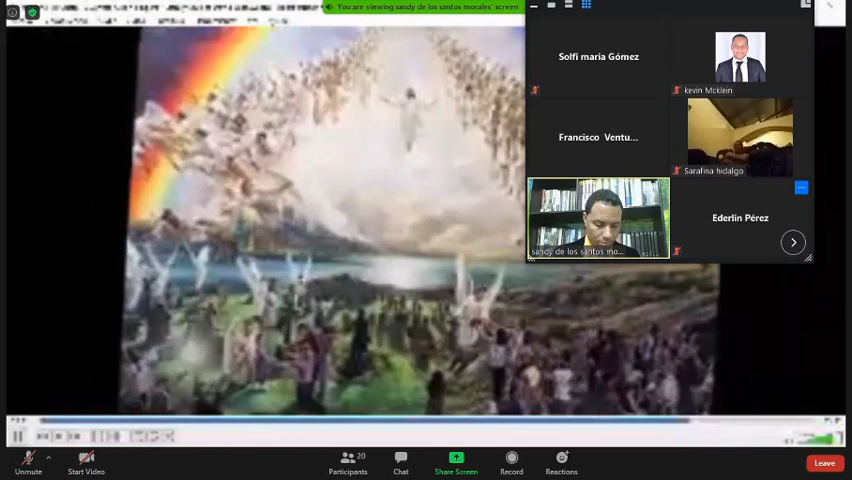 You are viewing sandy de los santos morales' screen
Solfi maria Gómez
kevin Mcklein
Francisco Ventu...
Sarafina hidalgo
sandy de los santos mo...
Ederlin Pérez
Unmute
Start Video
Participants
20
Chat
Share Screen
Record
Reactions
Leave